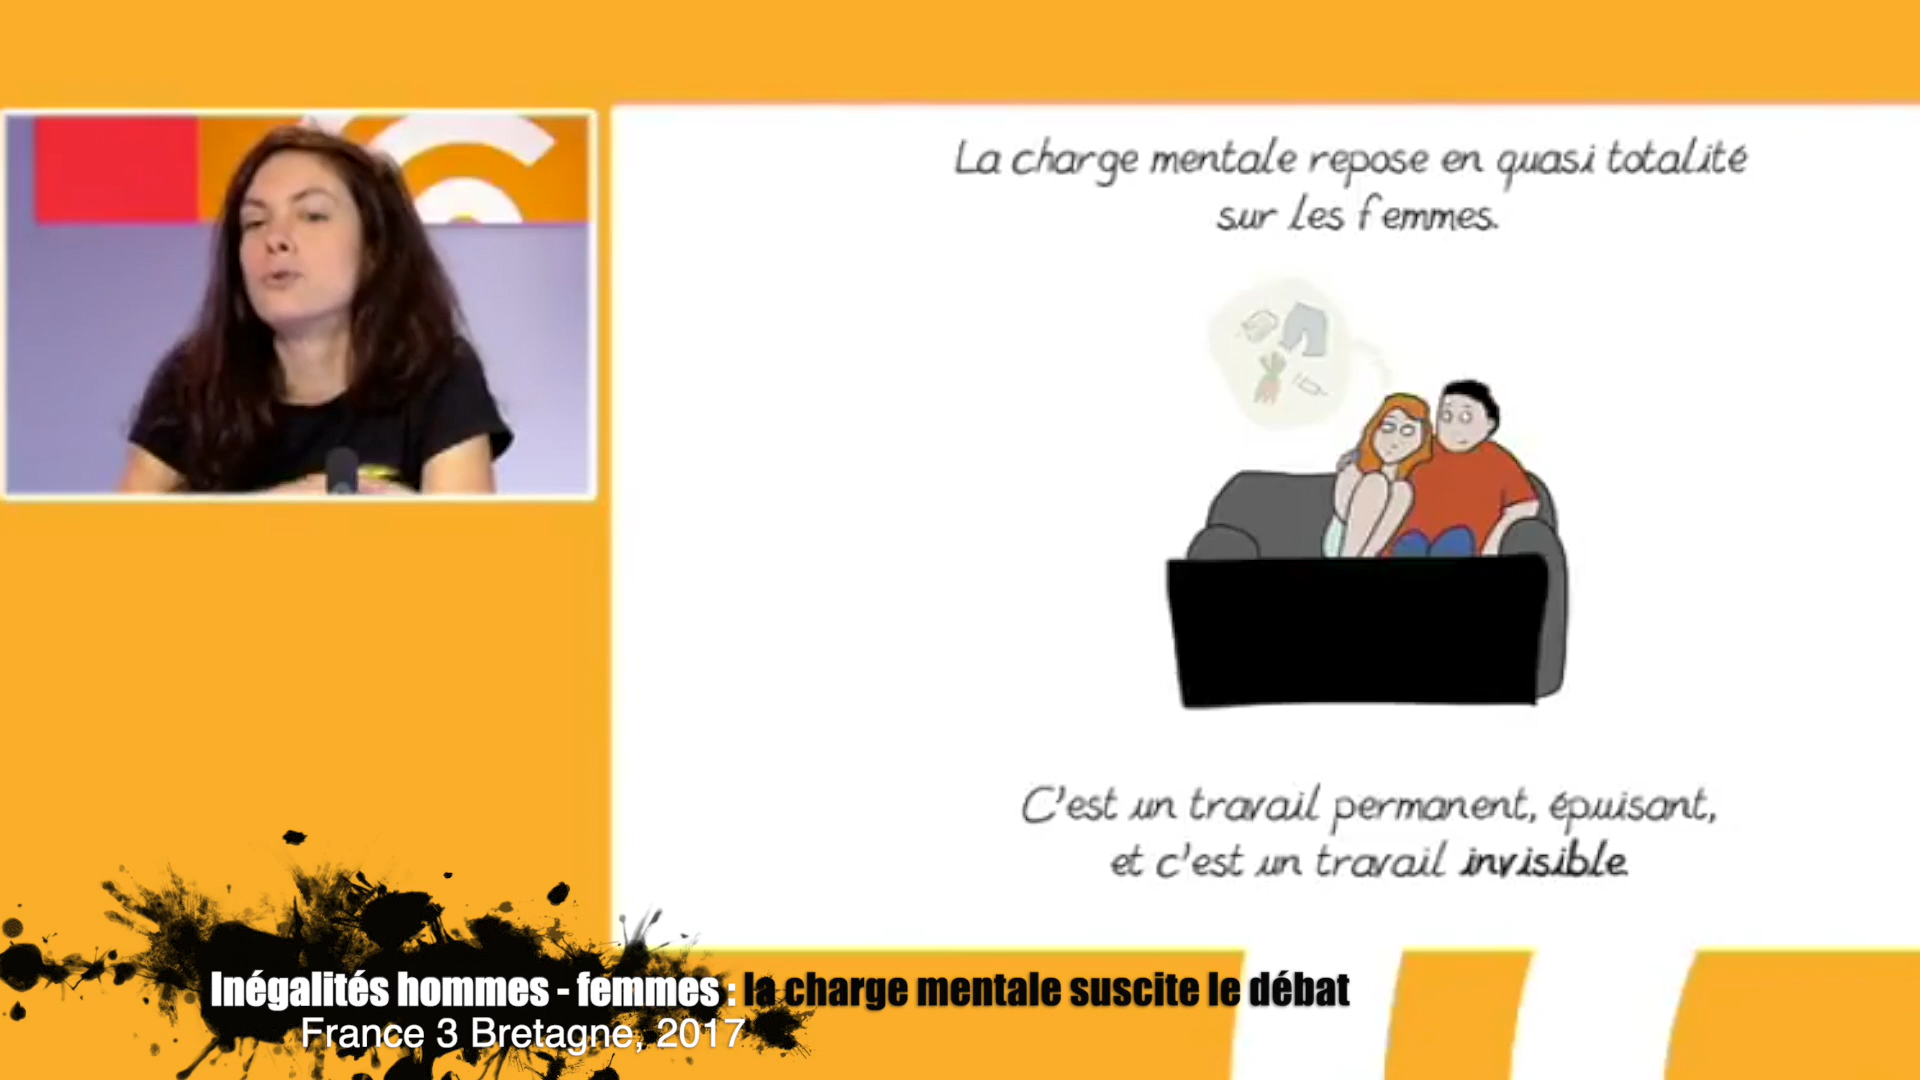 La charge mentale repose en quasi totalité
sur les femmes.
C'est un travail permanent, épuisant,
et c'est un travail invisible
Inégalités hommes - femmes : la charge mentale suscite le débat
France 3 Bretagne, 2017